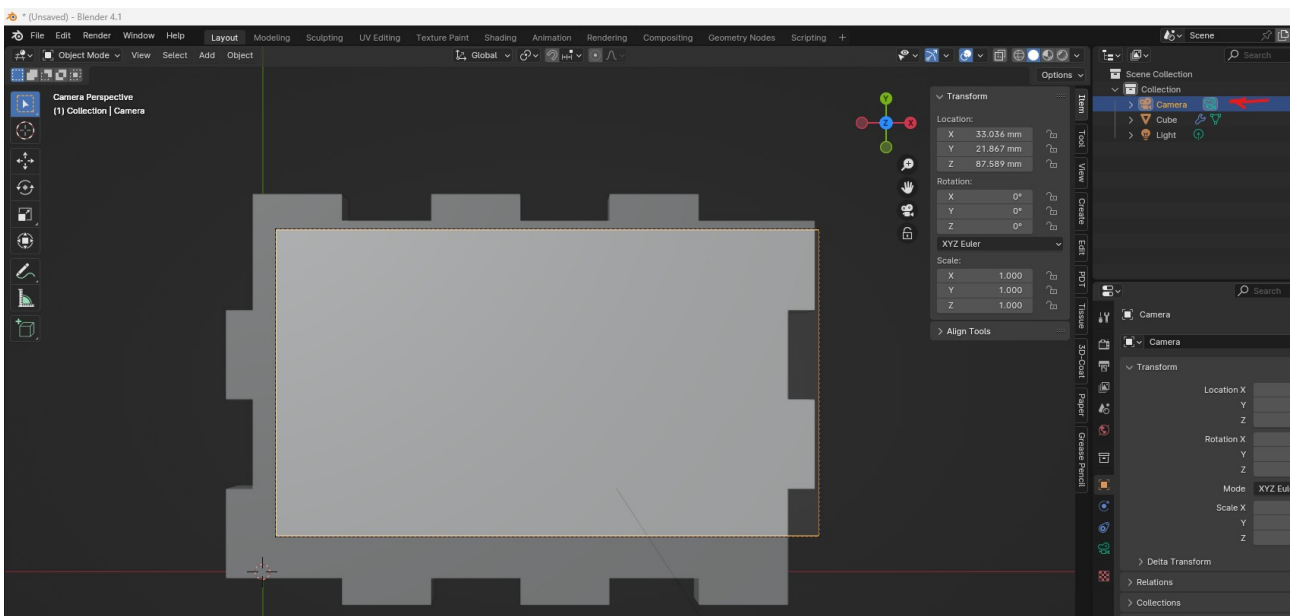 * (Unsaved) - Blender 4.1
File Edit Render Window Help Layout Modeling Sculpting UV Editing Texture Paint Shading Animation Rendering Compositing Geometry Nodes Scripting + Scene
Object Mode View Select Add Object Global Search
Options
Camera Perspective
(1) Collection | Camera
Y
Z
X
Transform
Location:
X 33.036 mm
Y 21.867 mm
Z 87.589 mm
Rotation:
X 0°
Y 0°
Z 0°
XYZ Euler
Scale:
X 1.000
Y 1.000
Z 1.000
Align Tools
Item
Tool
View
Create
Edit
PDT
Tissue
3D-Coat
Paper
Grease Pencil
Scene Collection
Collection
Camera
Cube
Light
Search
Camera
Camera
Transform
Location X
Y
Z
Rotation X
Y
Z
Mode XYZ Eul
Scale X
Y
Z
Delta Transform
Relations
Collections